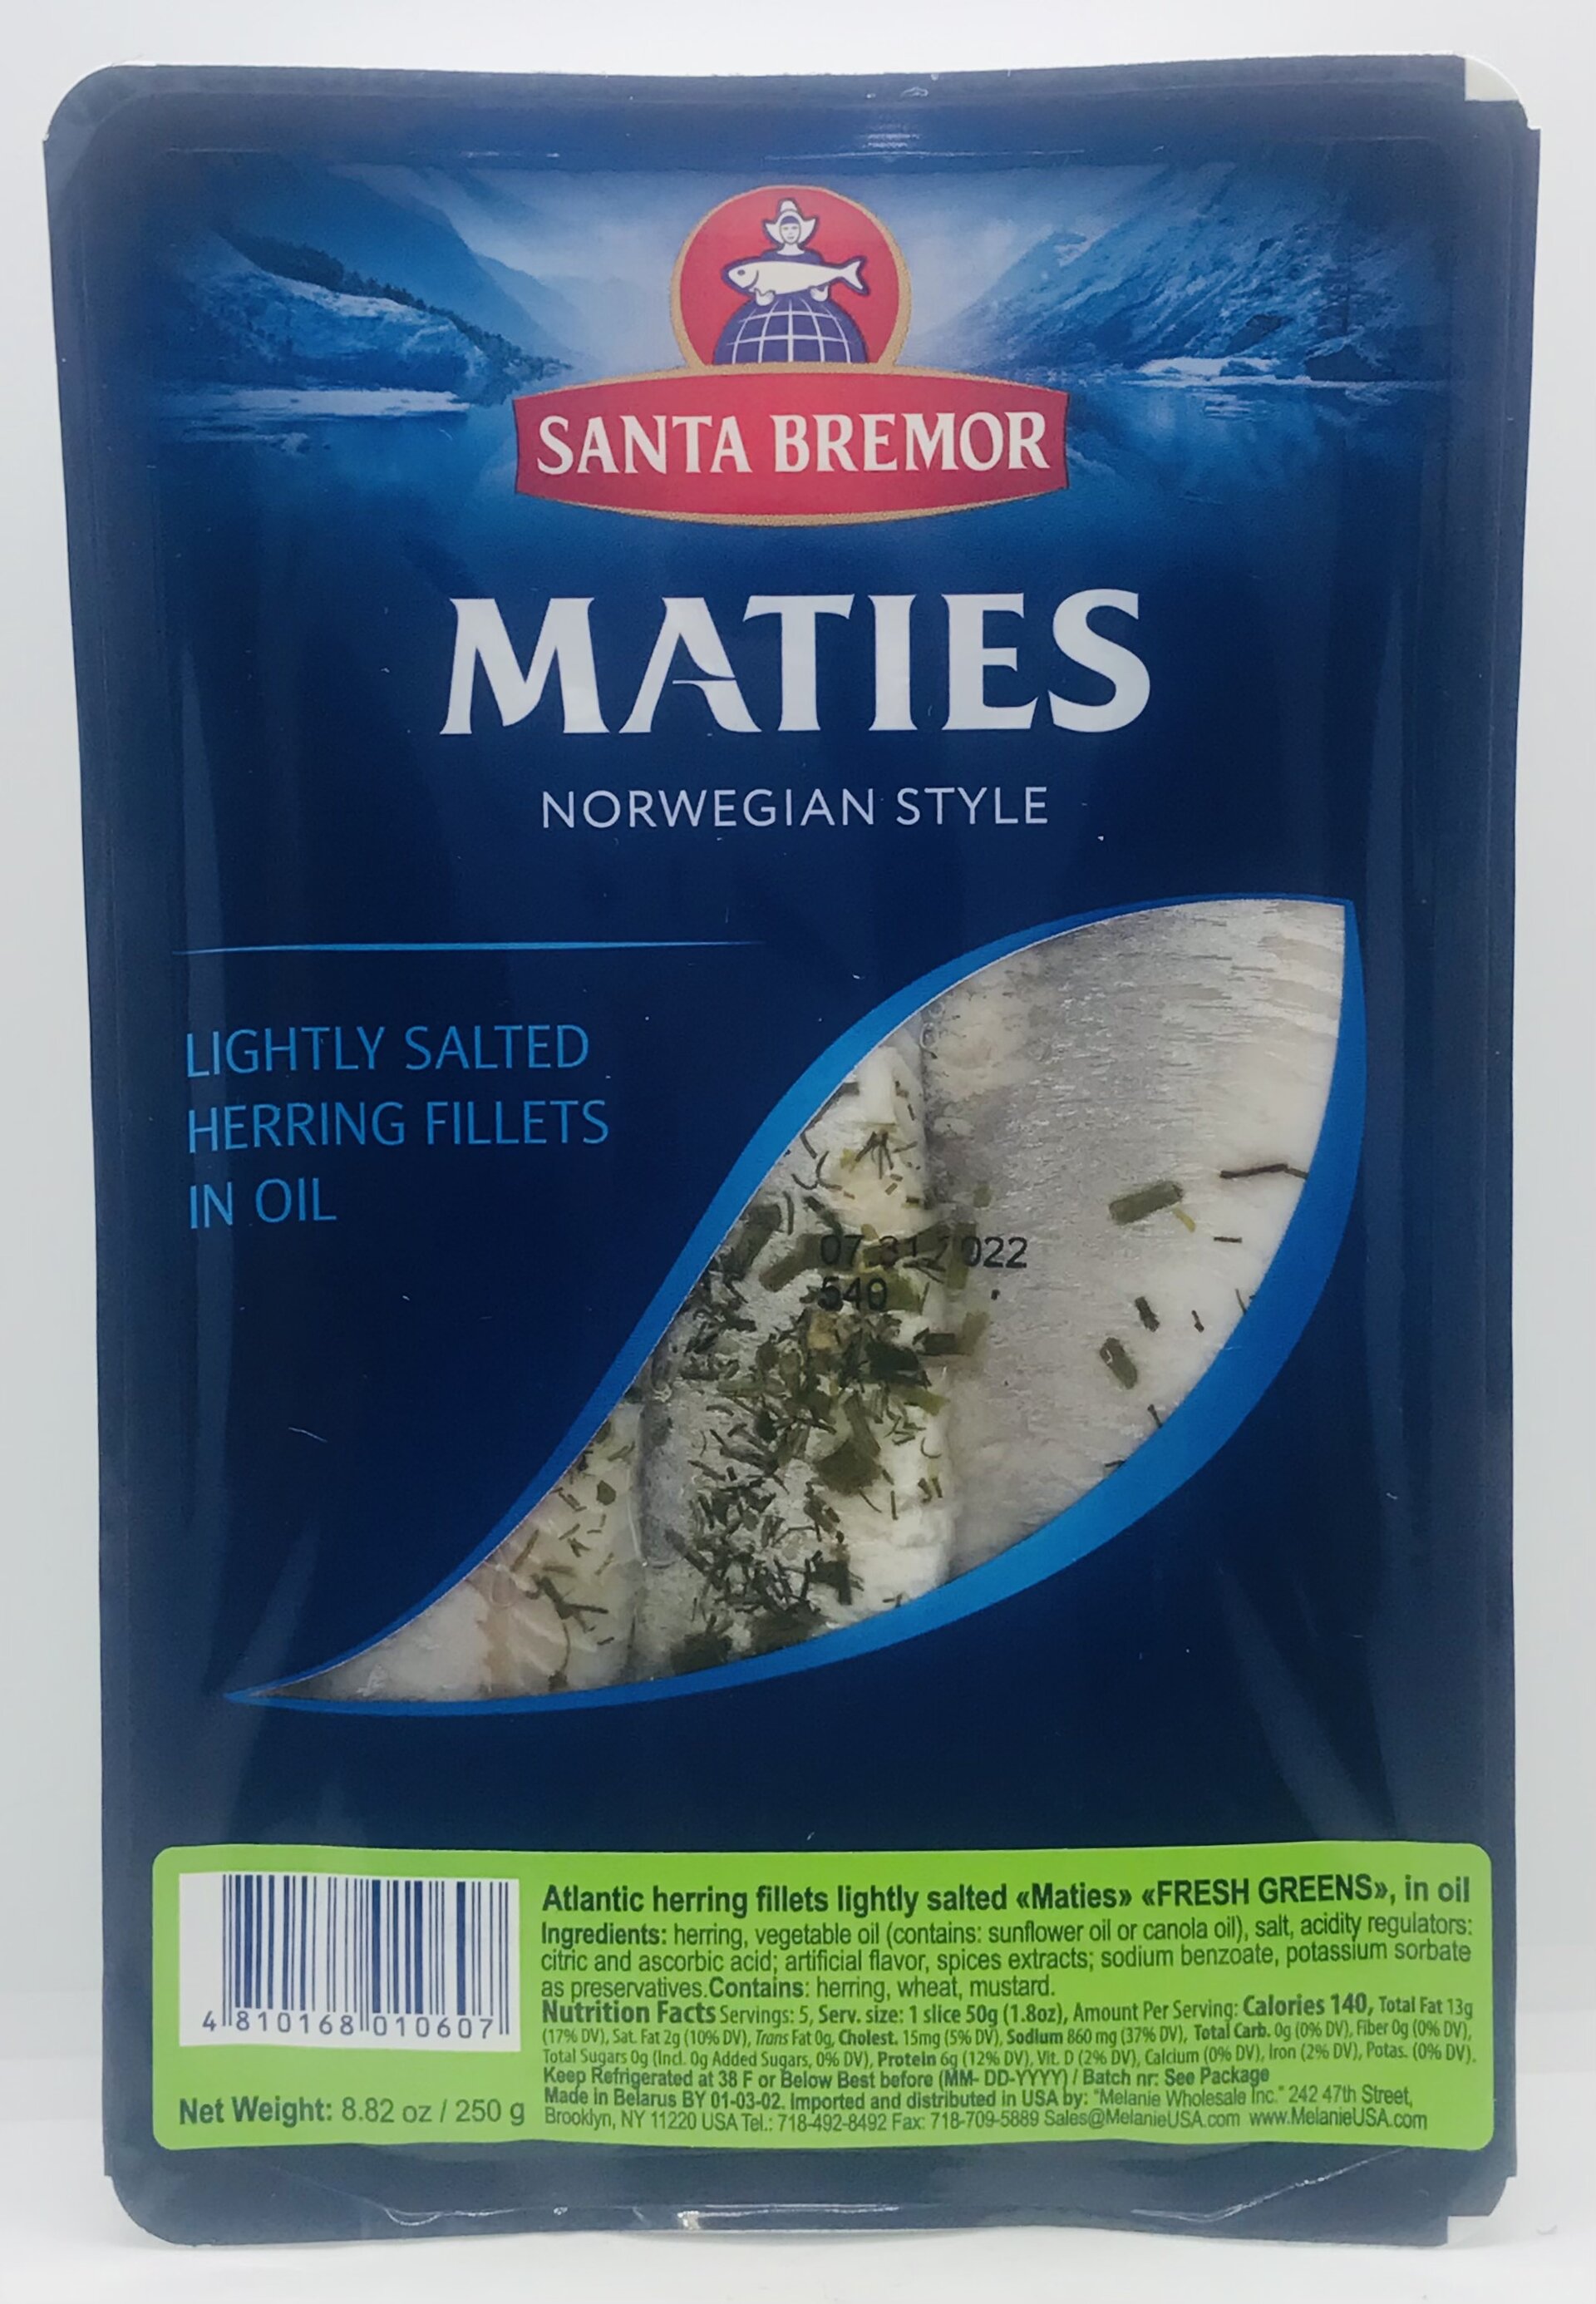 SANTA BREMOR
MATIES
NORWEGIAN STYLE
LIGHTLY SALTED
HERRING FILLETS
IN OIL
07 31 2022
540
Atlantic herring fillets lightly salted «Maties» «FRESH GREENS», in oil
Ingredients: herring, vegetable oil (contains: sunflower oil or canola oil), salt, acidity regulators:
citric and ascorbic acid; artificial flavor, spices extracts; sodium benzoate, potassium sorbate
as preservatives.Contains: herring, wheat, mustard.
Nutrition Facts Servings: 5, Serv. size: 1 slice 50g (1.8oz), Amount Per Serving: Calories 140, Total Fat 13g
(17% DV), Sat. Fat 2g (10% DV), Trans Fat 0g, Cholest. 15mg (5% DV), Sodium 860 mg (37% DV), Total Carb. 0g (0% DV), Fiber 0g (0% DV),
Total Sugars 0g (Incl. 0g Added Sugars, 0% DV), Protein 6g (12% DV), Vit. D (2% DV), Calcium (0% DV), Iron (2% DV), Potas. (0% DV).
Keep Refrigerated at 38 F or Below Best before (MM- DD-YYYY) / Batch nr: See Package
Made in Belarus BY 01-03-02. Imported and distributed in USA by: "Melanie Wholesale Inc." 242 47th Street,
Brooklyn, NY 11220 USA Tel.: 718-492-8492 Fax: 718-709-5889 Sales@MelanieUSA.com www.MelanieUSA.com
4 810168 010607
Net Weight: 8.82 oz / 250 g